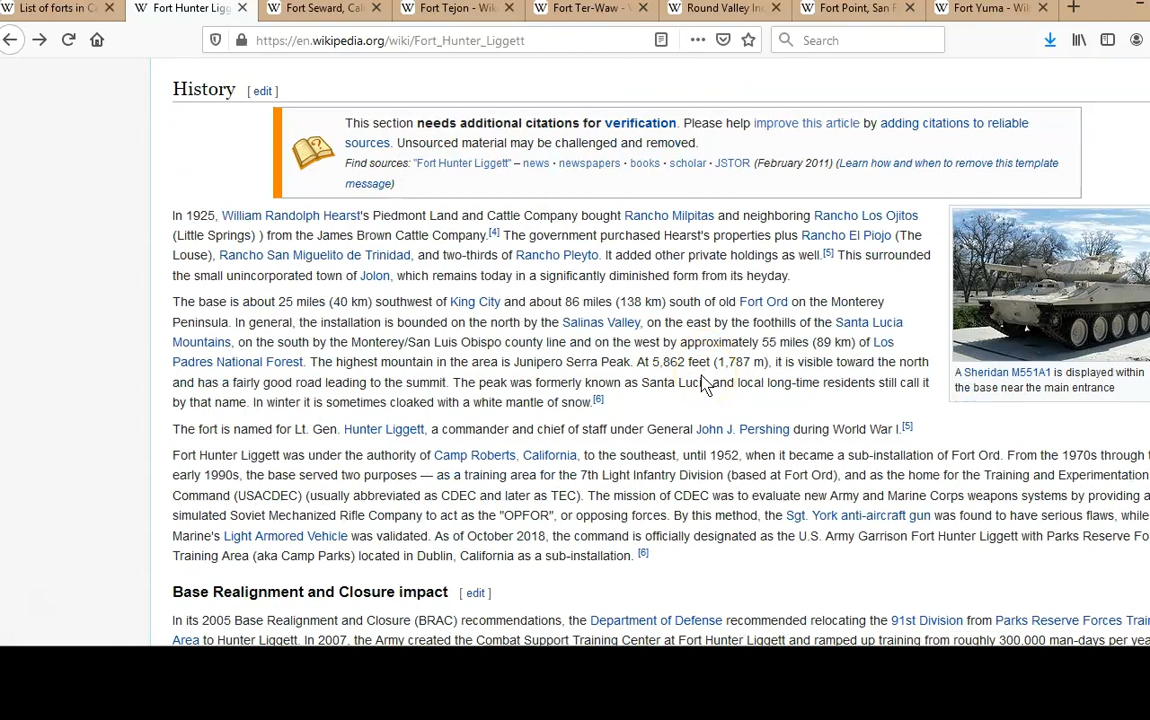 List of forts in C
Fort Hunter Ligg
Fort Seward, Cal
Fort Tejon - Wik
Fort Ter-Waw -
Round Valley In
Fort Point, San F
Fort Yuma - Wi
https://en.wikipedia.org/wiki/Fort_Hunter_Liggett
Search
History [ edit ]
This section needs additional citations for verification. Please help improve this article by adding citations to reliable
sources. Unsourced material may be challenged and removed.
Find sources: "Fort Hunter Liggett" – news · newspapers · books · scholar · JSTOR (February 2011) (Learn how and when to remove this template
message)
In 1925, William Randolph Hearst's Piedmont Land and Cattle Company bought Rancho Milpitas and neighboring Rancho Los Ojitos
(Little Springs) ) from the James Brown Cattle Company.[4] The government purchased Hearst's properties plus Rancho El Piojo (The
Louse), Rancho San Miguelito de Trinidad, and two-thirds of Rancho Pleyto. It added other private holdings as well.[5] This surrounded
the small unincorporated town of Jolon, which remains today in a significantly diminished form from its heyday.
The base is about 25 miles (40 km) southwest of King City and about 86 miles (138 km) south of old Fort Ord on the Monterey
Peninsula. In general, the installation is bounded on the north by the Salinas Valley, on the east by the foothills of the Santa Lucia
Mountains, on the south by the Monterey/San Luis Obispo county line and on the west by approximately 55 miles (89 km) of Los
Padres National Forest. The highest mountain in the area is Junipero Serra Peak. At 5,862 feet (1,787 m), it is visible toward the north
and has a fairly good road leading to the summit. The peak was formerly known as Santa Lucia and local long-time residents still call it
by that name. In winter it is sometimes cloaked with a white mantle of snow.[6]
A Sheridan M551A1 is displayed within
the base near the main entrance
The fort is named for Lt. Gen. Hunter Liggett, a commander and chief of staff under General John J. Pershing during World War I.[5]
Fort Hunter Liggett was under the authority of Camp Roberts, California, to the southeast, until 1952, when it became a sub-installation of Fort Ord. From the 1970s through t
early 1990s, the base served two purposes — as a training area for the 7th Light Infantry Division (based at Fort Ord), and as the home for the Training and Experimentation
Command (USACDEC) (usually abbreviated as CDEC and later as TEC). The mission of CDEC was to evaluate new Army and Marine Corps weapons systems by providing a
simulated Soviet Mechanized Rifle Company to act as the "OPFOR", or opposing forces. By this method, the Sgt. York anti-aircraft gun was found to have serious flaws, while
Marine's Light Armored Vehicle was validated. As of October 2018, the command is officially designated as the U.S. Army Garrison Fort Hunter Liggett with Parks Reserve Fo
Training Area (aka Camp Parks) located in Dublin, California as a sub-installation. [6]
Base Realignment and Closure impact [ edit ]
In its 2005 Base Realignment and Closure (BRAC) recommendations, the Department of Defense recommended relocating the 91st Division from Parks Reserve Forces Trai
Area to Hunter Liggett. In 2007, the Army created the Combat Support Training Center at Fort Hunter Liggett and ramped up training from roughly 300,000 man-days per yea